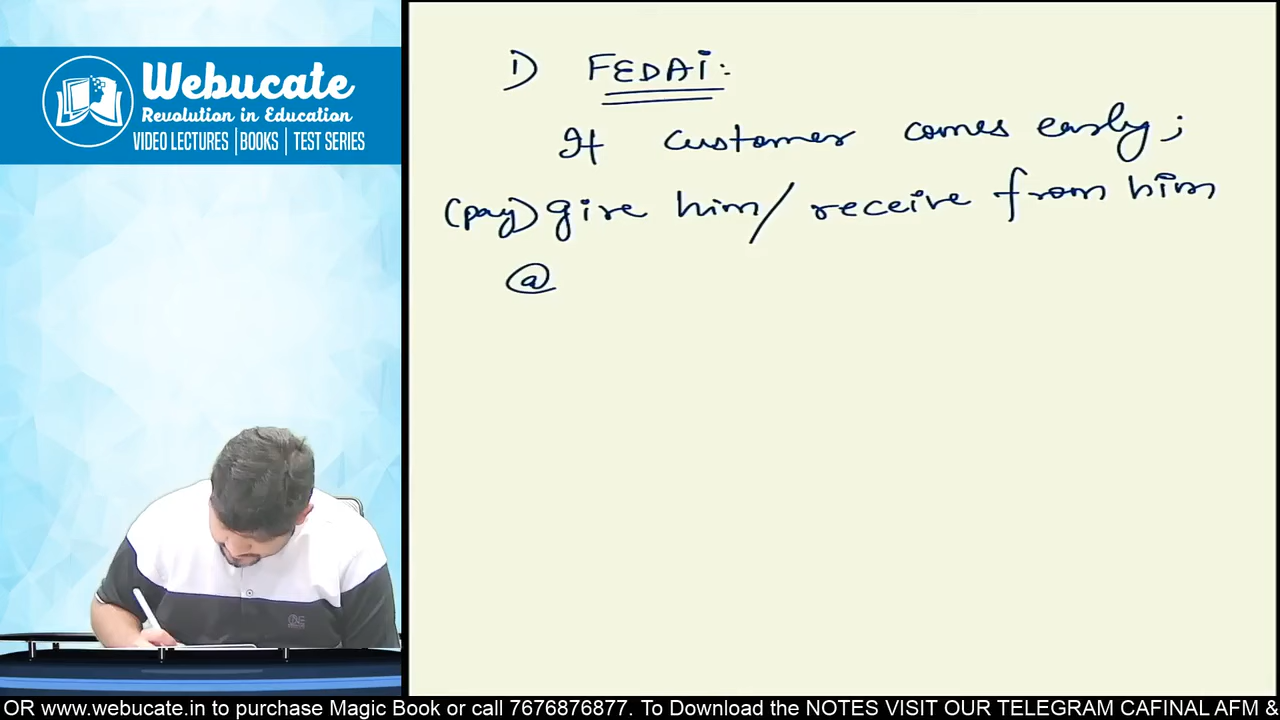 Webucate
Revolution in Education
VIDEO LECTURES | BOOKS | TEST SERIES
1) FEDAI:
If customer comes early;
(pay) give him/ receive from him
@
OR www.webucate.in to purchase Magic Book or call 7676876877. To Download the NOTES VISIT OUR TELEGRAM CAFINAL AFM &